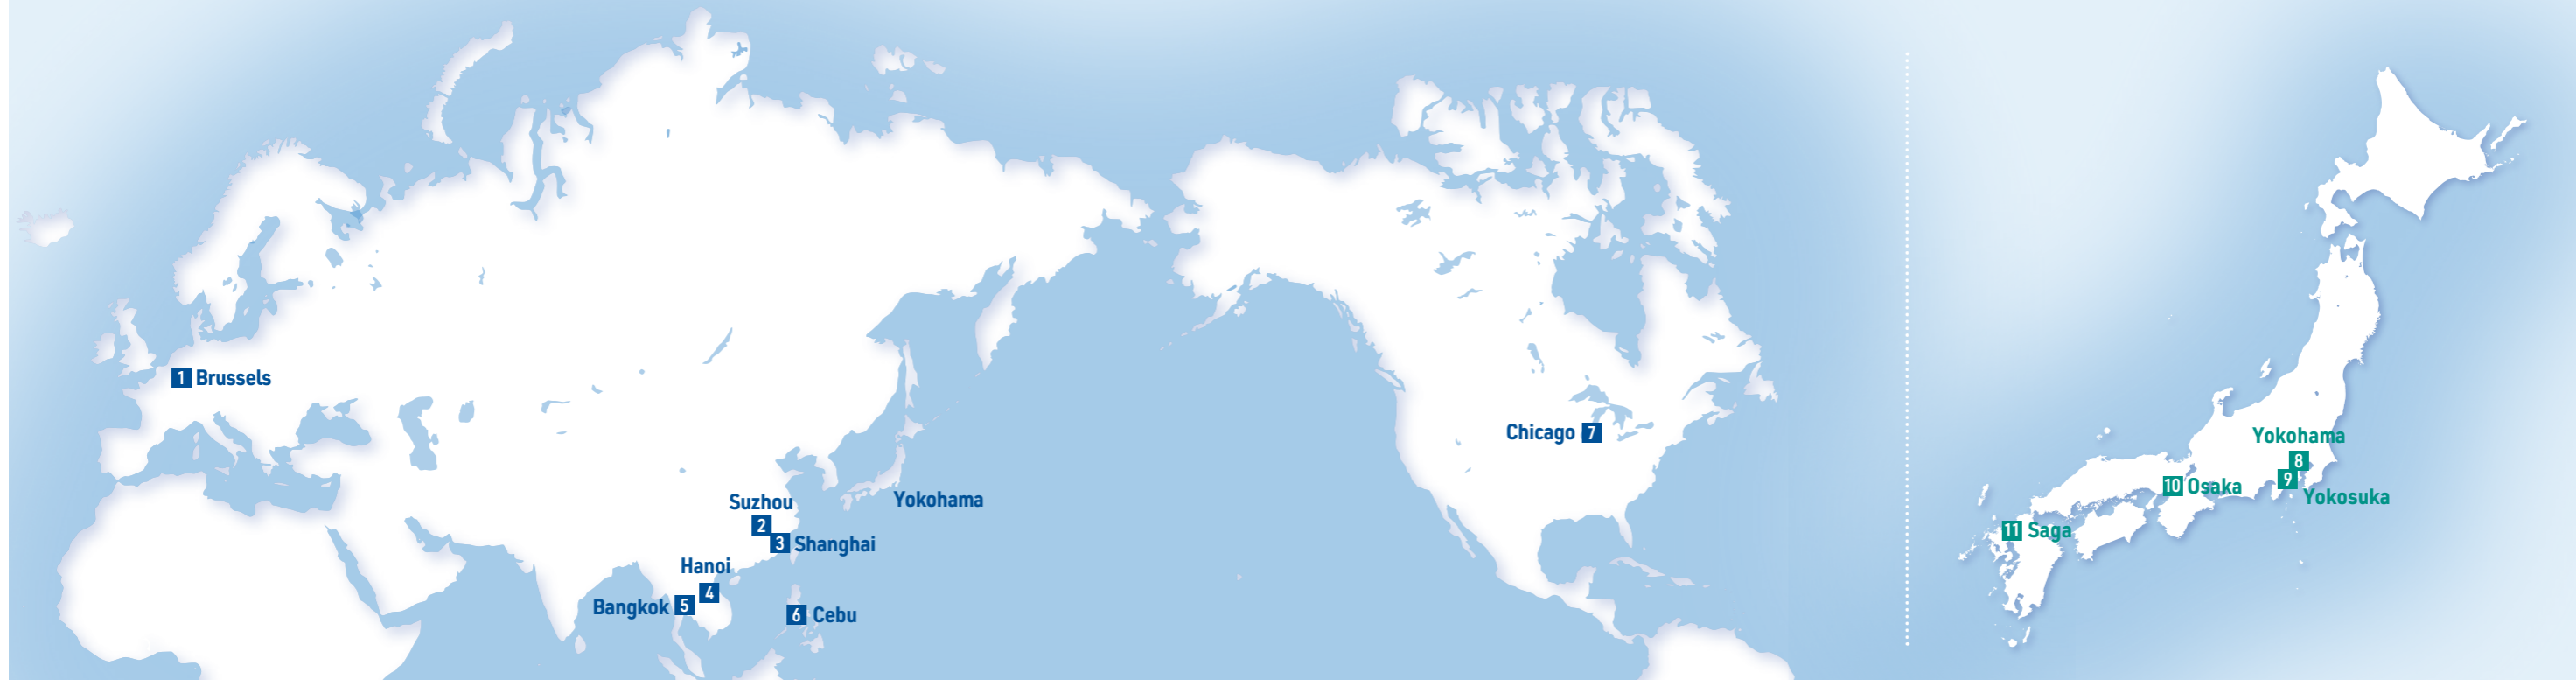 1 Brussels
Suzhou
2
3 Shanghai
Hanoi
4
Bangkok 5
6 Cebu
Yokohama
Chicago 7
Yokohama
8
9
Yokosuka
10 Osaka
11 Saga